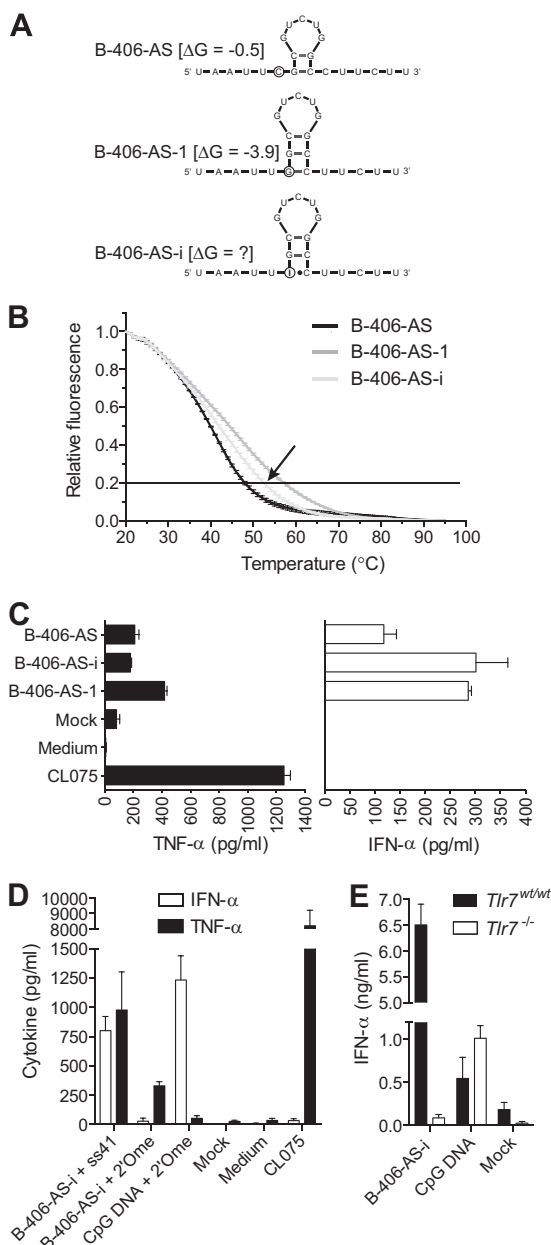 A
U C U
G G
C G
B-406-AS [ΔG = -0.5]
5' U A A U U C G C C U U C U U 3'
U C U
G G
C G
G C
B-406-AS-1 [ΔG = -3.9]
5' U A A U U G C U U C U U 3'
U C U
G G
C G
G C
B-406-AS-i [ΔG = ?]
5' U A A U U I C U U C U U 3'
B
Relative fluorescence
1.0
0.8
0.6
0.4
0.2
0.0
B-406-AS
B-406-AS-1
B-406-AS-i
20 30 40 50 60 70 80 90 100
Temperature (°C)
C
B-406-AS
B-406-AS-i
B-406-AS-1
Mock
Medium
CL075
0 200 400 600 800 1000 1200 1400
TNF-α (pg/ml)
0 50 100 150 200 250 300 350 400
IFN-α (pg/ml)
D
IFN-α
TNF-α
Cytokine (pg/ml)
10000
9000
8000
1500
1250
1000
750
500
250
0
B-406-AS-i + ss41
B-406-AS-i + 2'Ome
CpG DNA + 2'Ome
Mock
Medium
CL075
E
Tlr7 wt/wt
Tlr7 -/-
IFN-α (ng/ml)
7.0
6.5
6.0
5.5
5.0
1.0
0.5
0.0
B-406-AS-i
CpG DNA
Mock